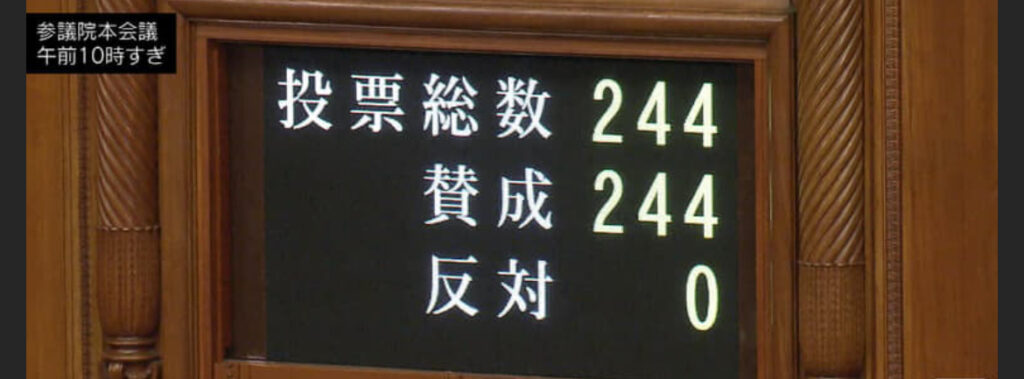 参議院本会議
午前10時すぎ
投票総数 244
賛成 244
反対 0